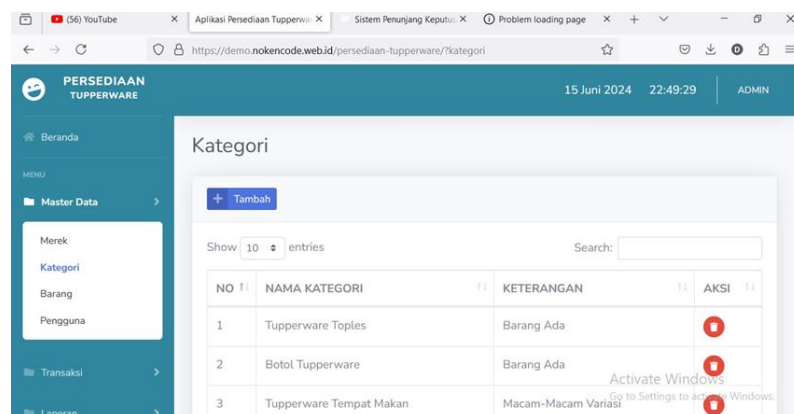 (56) YouTube
Aplikasi Persediaan Tupperwa
Sistem Penunjang Keputus
Problem loading page
https://demo.nokencode.web.id/persediaan-tupperware/?kategori
PERSEDIAAN
TUPPERWARE
15 Juni 2024 22:49:29 ADMIN
Beranda
MENU
Master Data
Merek
Kategori
Barang
Pengguna
Transaksi
Laporan
Kategori
+ Tambah
Show 10 entries
Search:
NO NAMA KATEGORI KETERANGAN AKSI
1 Tupperware Toples Barang Ada
2 Botol Tupperware Barang Ada
3 Tupperware Tempat Makan Macam-Macam Variasi
Activate Windows
Go to Settings to activate Windows.